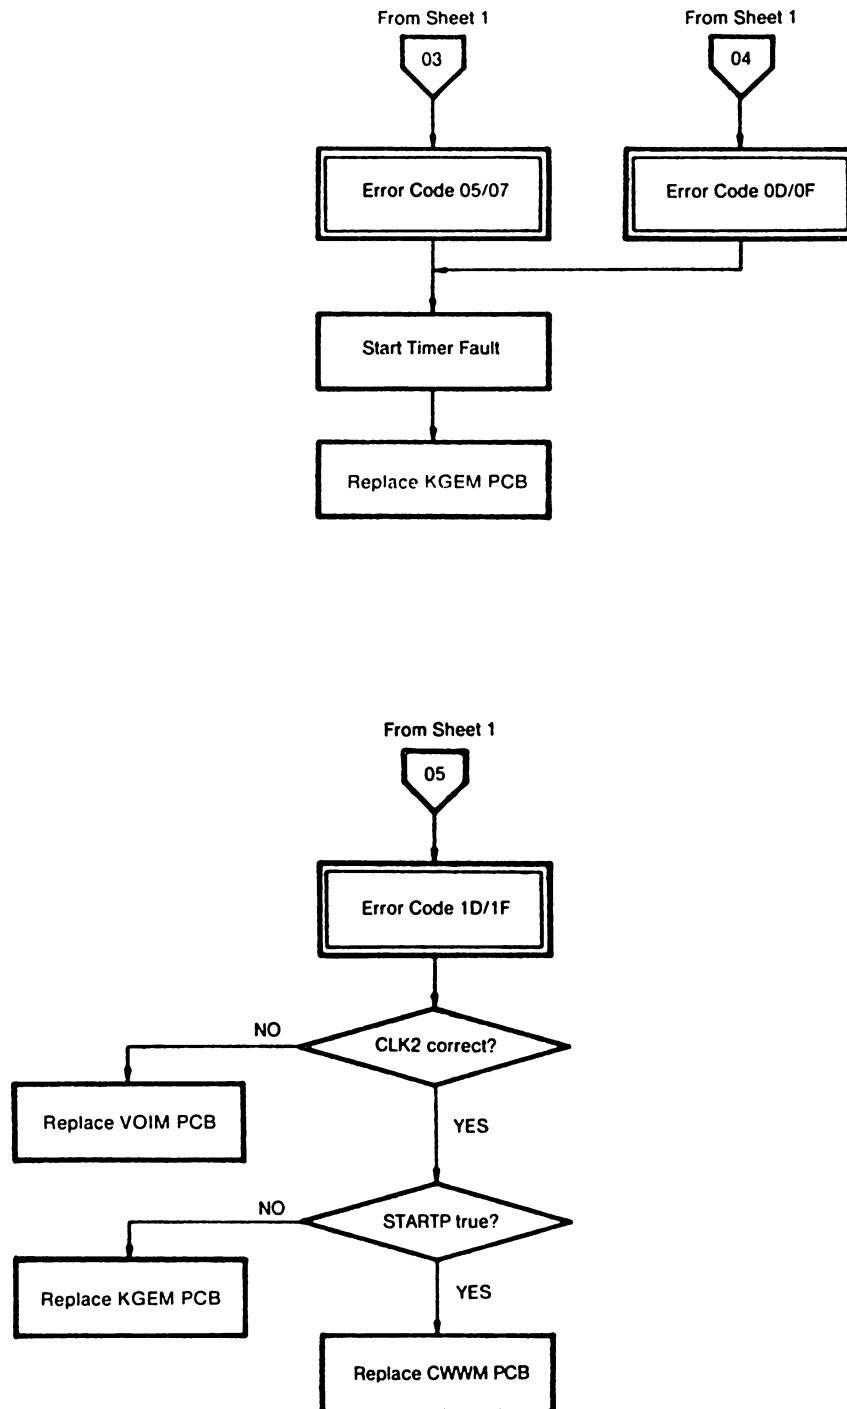 From Sheet 1
From Sheet 1
03
04
Error Code 05/07
Error Code 0D/0F
Start Timer Fault
Replace KGEM PCB
From Sheet 1
05
Error Code 1D/1F
NO
CLK2 correct?
Replace VOIM PCB
YES
NO
STARTP true?
Replace KGEM PCB
YES
Replace CWWM PCB